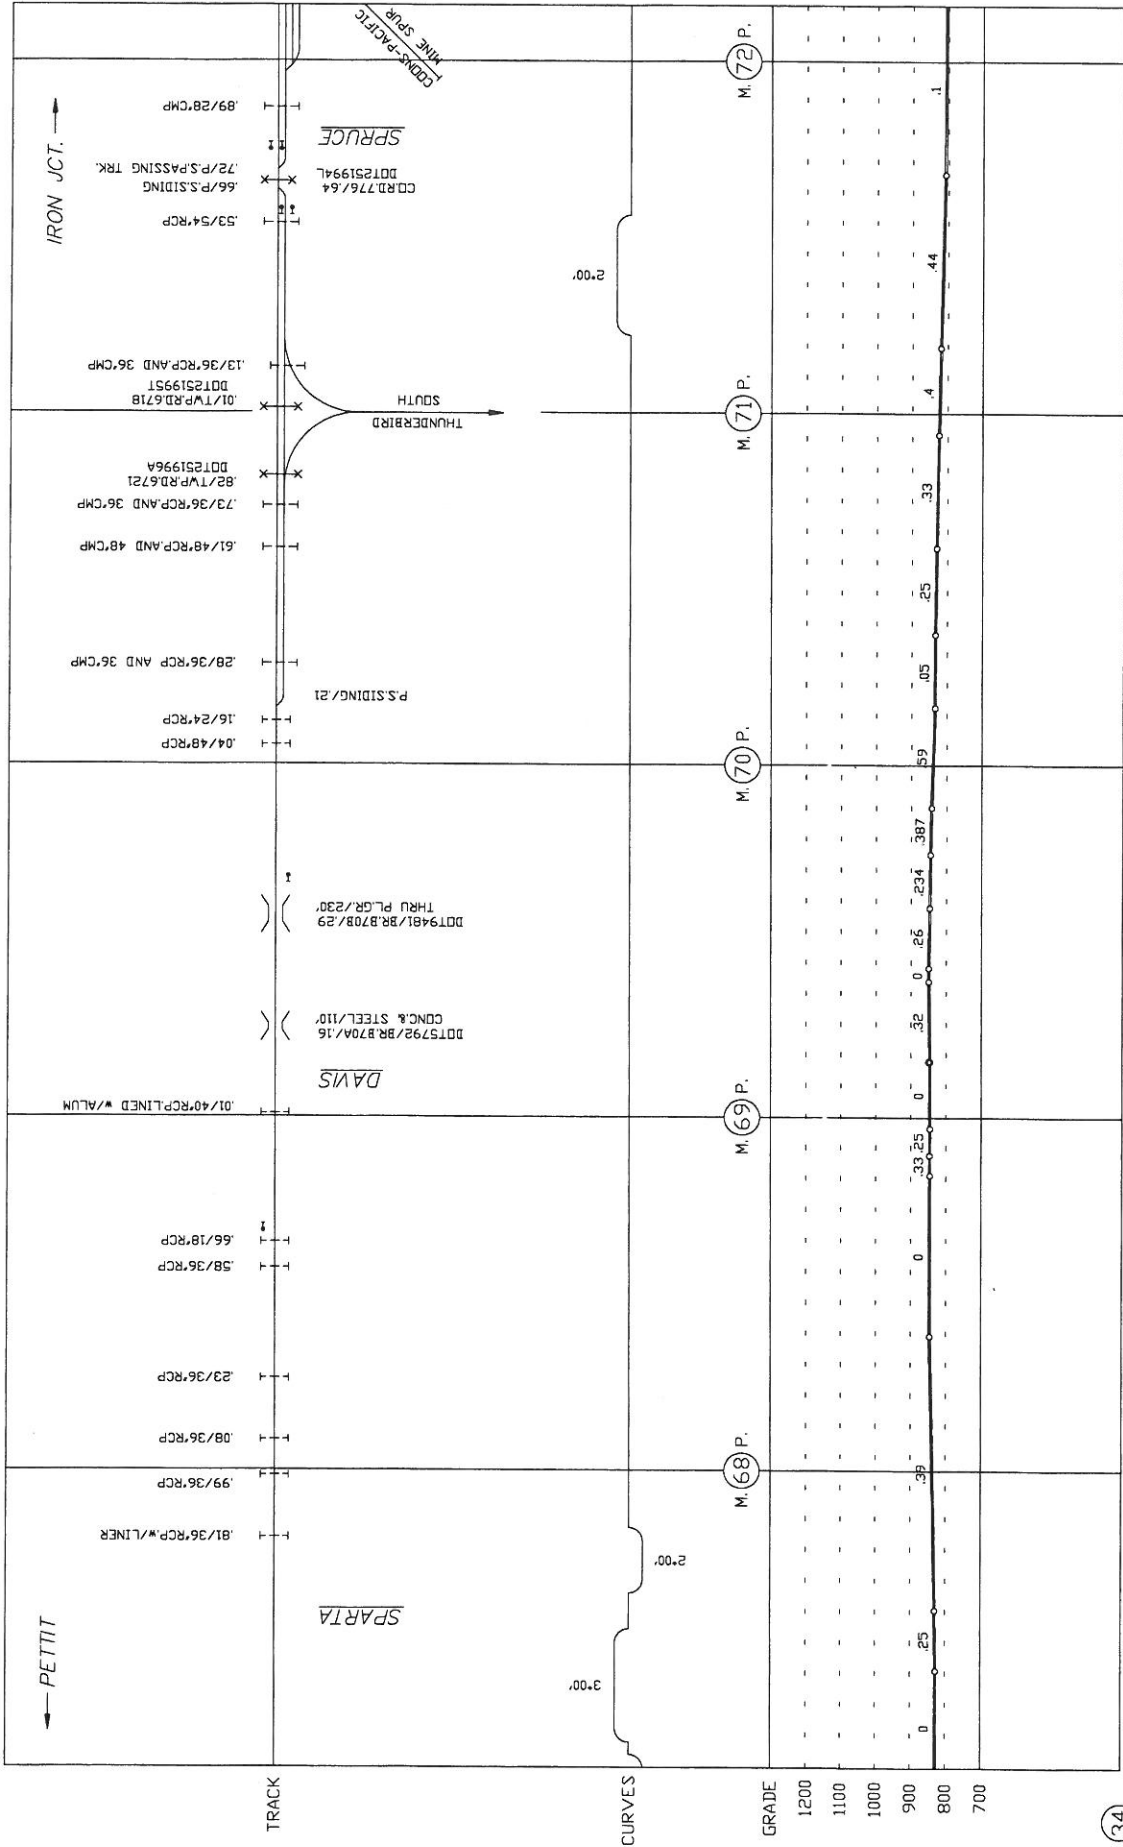 ← PETTIT
IRON JCT. →
.81/36"RCP.W/LINER
.99/36"RCP
.08/36"RCP
.23/36"RCP
.58/36"RCP
.66/18"RCP
.01/40"RCP.LINED W/ALUM
.04/48"RCP
.16/24"RCP
.28/36"RCP AND 36"CMP
.61/48"RCP.AND 48"CMP
.73/36"RCP.AND 36"CMP
.82/TWP.RD.6721
DOT251996A
.01/TWP.RD.6718
DOT251995T
.13/36"RCP.AND 36"CMP
.53/54"RCP
.66/P.S.SIDING
.72/P.S.PASSING TRK.
.89/28"CMP
TRACK
SPARTA
DAVIS
DOT5792/BR.B70A/.16
CONC.& STEEL/110'
DOT9481/BR.B70B/.29
THRU PL.GR./230'
P.S.SIDING/.21
THUNDERBIRD
SOUTH
CO.RD.776/.64
DOT251994L
SPRUCE
COONS-PACIFIC
MINE SPUR
CURVES
3°00'
2°00'
2°00'
M. 68 P.
M. 69 P.
M. 70 P.
M. 71 P.
M. 72 P.
GRADE
1200
1100
1000
900
800
700
0
.25
.39
0
.33
.25
0
.32
0
.26
.234
.387
.59
.05
.25
.33
.4
.44
.1
34